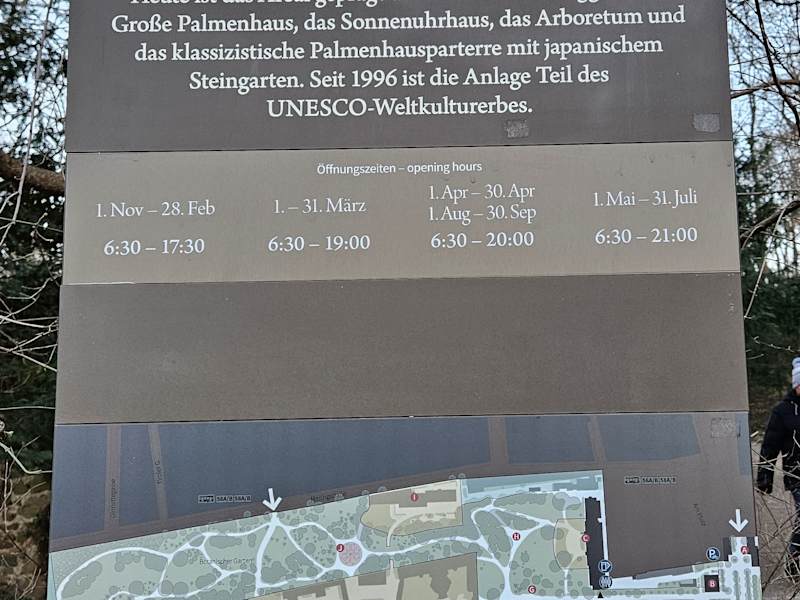 Große Palmenhaus, das Sonnenuhrhaus, das Arboretum und
das klassizistische Palmenhausparterre mit japanischem
Steingarten. Seit 1996 ist die Anlage Teil des
UNESCO-Weltkulturerbes.
Öffnungszeiten – opening hours
1. Nov – 28. Feb
6:30 – 17:30
1. – 31. März
6:30 – 19:00
1. Apr – 30. Apr
1. Aug – 30. Sep
6:30 – 20:00
1. Mai – 31. Juli
6:30 – 21:00
I
H
J
C
G
A
B
P
Botanischer Garten